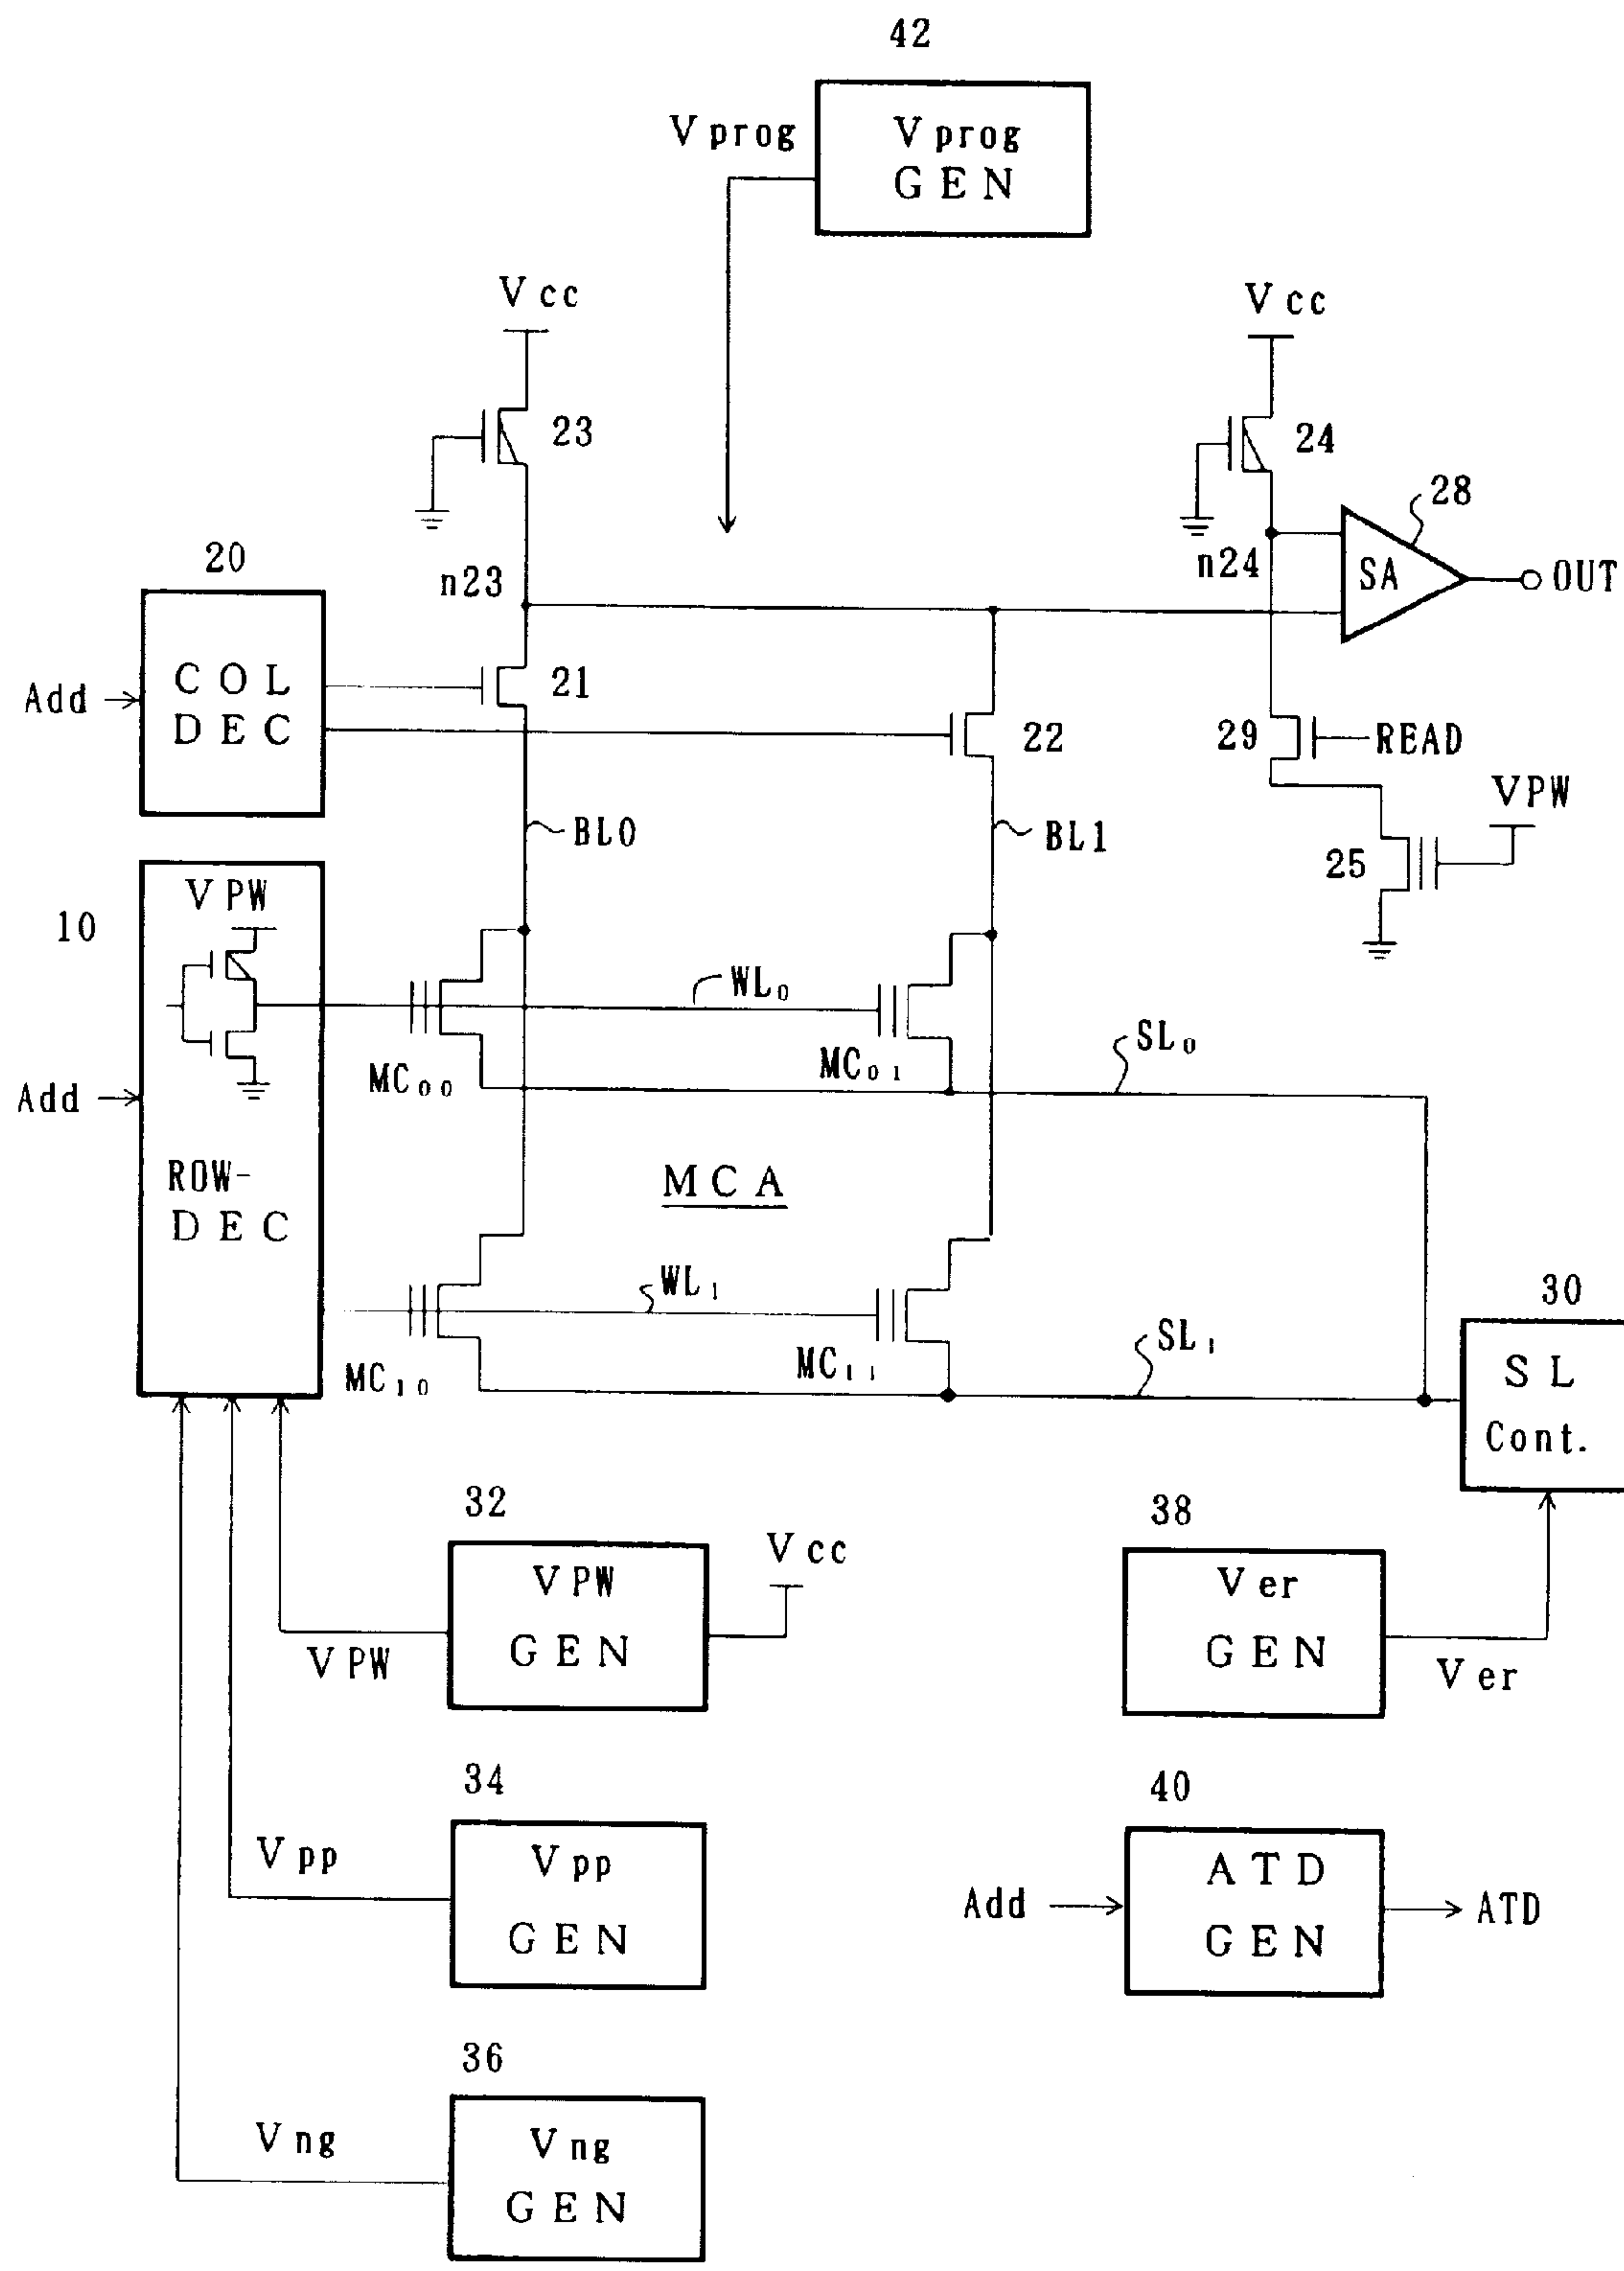 42
Vprog
Vprog
GEN
Vcc
Vcc
23
24
28
20
n23
n24
SA
OUT
Add
COL
DEC
21
22
29
READ
VPW
BL0
BL1
25
10
VPW
WL0
MC00
MC01
SL0
Add
ROW-
DEC
MCA
WL1
MC10
MC11
SL1
30
SL
Cont.
32
Vcc
38
VPW
GEN
VPW
Ver
GEN
Ver
34
40
Vpp
Vpp
GEN
Add
ATD
GEN
ATD
36
Vng
Vng
GEN